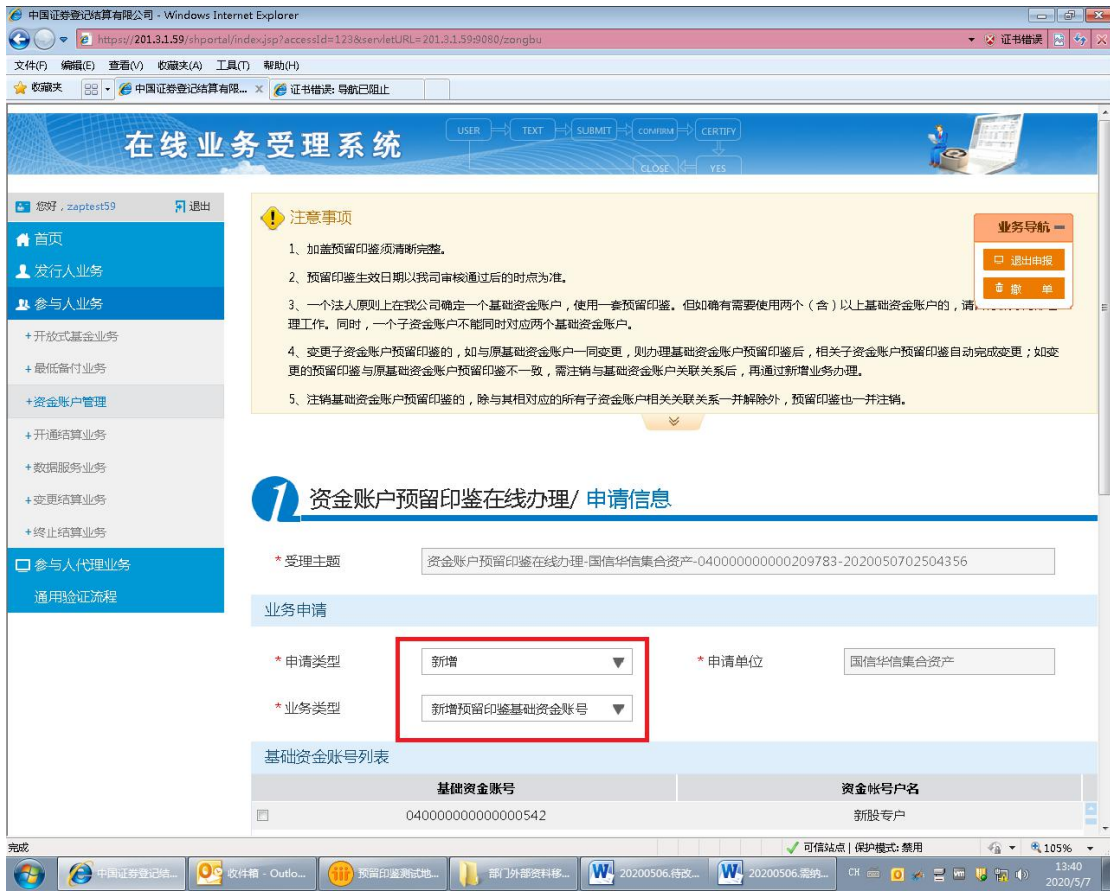 中国证券登记结算有限公司 - Windows Internet Explorer
https://201.3.1.59/shportal/index.jsp?accessId=123&servletURL=201.3.1.59:9080/zongbu
证书错误
文件(F) 编辑(E) 查看(V) 收藏夹(A) 工具(T) 帮助(H)
收藏夹 中国证券登记结算有限... X 证书错误: 导航已阻止
在线业务受理系统
USER TEXT SUBMIT CONFIRM CERTIFY
CLOSE YES
您好，zaptest59 退出
首页
发行人业务
参与人业务
+开放式基金业务
+最低备付业务
+资金账户管理
+开通结算业务
+数据服务业务
+变更结算业务
+终止结算业务
参与人代理业务
通用验证流程
注意事项
1、加盖预留印鉴须清晰完整。
2、预留印鉴生效日期以我司审核通过后的时点为准。
3、一个法人原则上在我公司确定一个基础资金账户，使用一套预留印鉴。但如确有需要使用两个（含）以上基础资金账户的，请
理工作。同时，一个子资金账户不能同时对应两个基础资金账户。
4、变更子资金账户预留印鉴的，如与原基础资金账户一同变更，则办理基础资金账户预留印鉴后，相关子资金账户预留印鉴自动完成变更；如变
更的预留印鉴与原基础资金账户预留印鉴不一致，需注销与基础资金账户关联关系后，再通过新增业务办理。
5、注销基础资金账户预留印鉴的，除与其相对应的所有子资金账户相关关联关系一并解除外，预留印鉴也一并注销。
业务导航
退出申报
撤 单
1 资金账户预留印鉴在线办理/ 申请信息
*受理主题 资金账户预留印鉴在线办理-国信华信集合资产-040000000000209783-2020050702504356
业务申请
*申请类型 新增 *申请单位 国信华信集合资产
*业务类型 新增预留印鉴基础资金账号
基础资金账号列表
基础资金账号 资金帐号户名
040000000000000542 新股专户
完成 可信站点 | 保护模式: 禁用 105%
中国证券登记结... 收件箱 - Outlo... 预留印鉴测试地... 部门外部资料移... 20200506.待改... 20200506.需纳... CH 13:40
2020/5/7